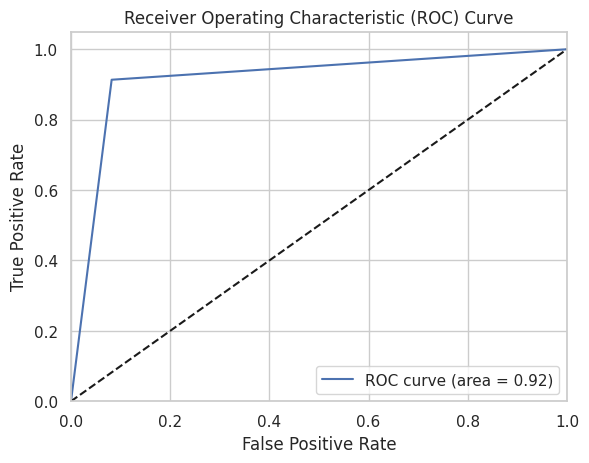 Receiver Operating Characteristic (ROC) Curve
1.0
0.8
0.6
0.4
0.2
0.0
True Positive Rate
ROC curve (area = 0.92)
0.0 0.2 0.4 0.6 0.8 1.0
False Positive Rate